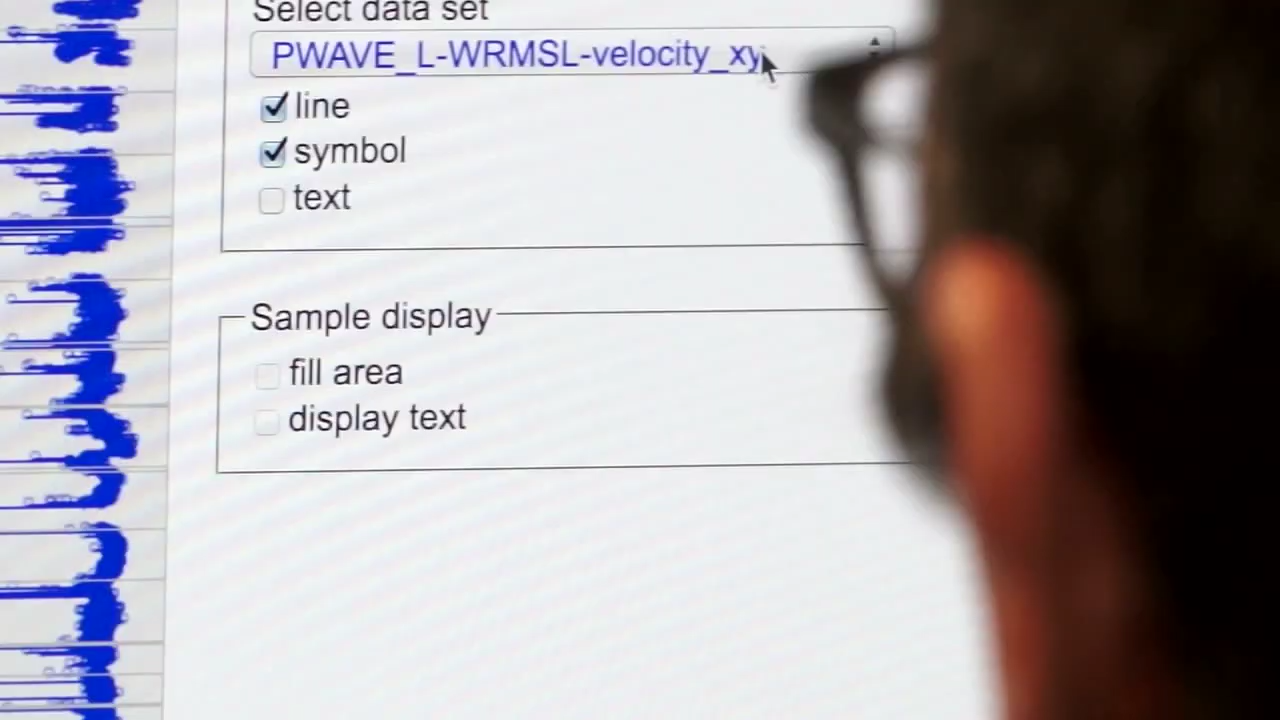 Select data set
PWAVE_L-WRMSL-velocity_xy
line
symbol
text
Sample display
fill area
display text